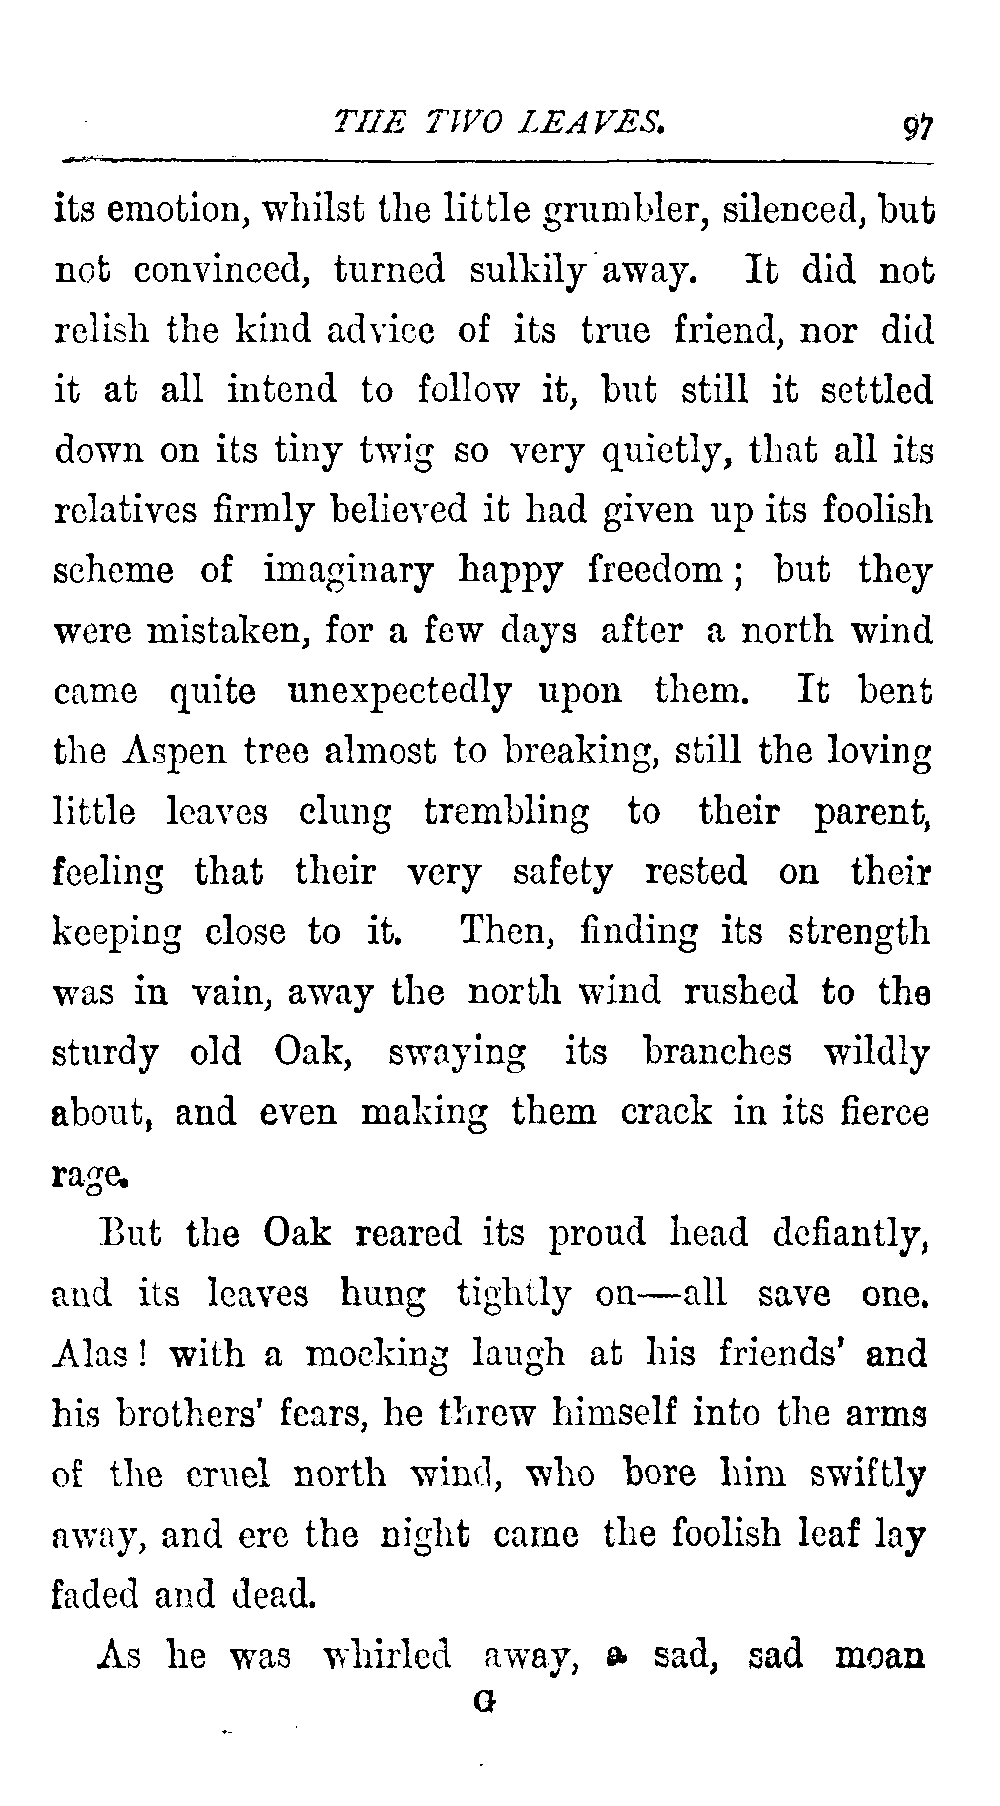 THE TWO LEAVES. 97
its emotion, whilst the little grumbler, silenced, but
not convinced, turned sulkily away. It did not
relish the kind advice of its true friend, nor did
it at all intend to follow it, but still it settled
down on its tiny twig so very quietly, that all its
relatives firmly believed it had given up its foolish
scheme of imaginary happy freedom ; but they
were mistaken, for a few days after a north wind
came quite unexpectedly upon them. It bent
the Aspen tree almost to breaking, still the loving
little leaves clung trembling to their parent,
feeling that their very safety rested on their
keeping close to it. Then, finding its strength
was in vain, away the north wind rushed to the
sturdy old Oak, swaying its branches wildly
about, and even making them crack in its fierce
rage.
But the Oak reared its proud head defiantly,
and its leaves hung tightly on—all save one.
Alas ! with a mocking laugh at his friends' and
his brothers' fears, he threw himself into the arms
of the cruel north wind, who bore him swiftly
away, and ere the night came the foolish leaf lay
faded and dead.
As he was whirled away, a sad, sad moan
G